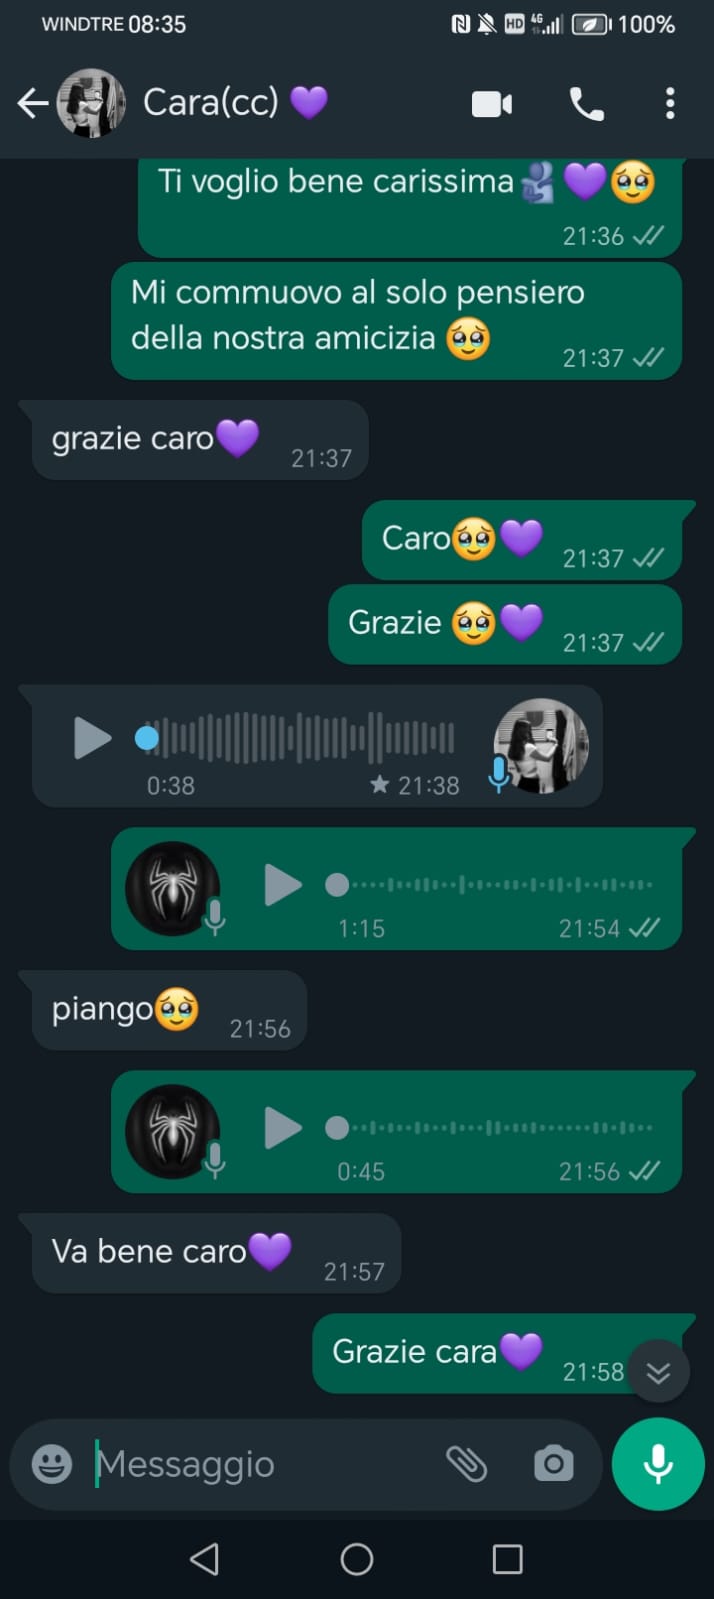 WINDTRE 08:35
HD 4G 100%
Cara(cc) 💜
Ti voglio bene carissima🫂💜🥹
21:36
Mi commuovo al solo pensiero
della nostra amicizia 🥹
21:37
grazie caro💜
21:37
Caro🥹💜
21:37
Grazie 🥹💜
21:37
0:38 21:38
1:15 21:54
piango🥹
21:56
0:45 21:56
Va bene caro💜
21:57
Grazie cara💜
21:58
Messaggio